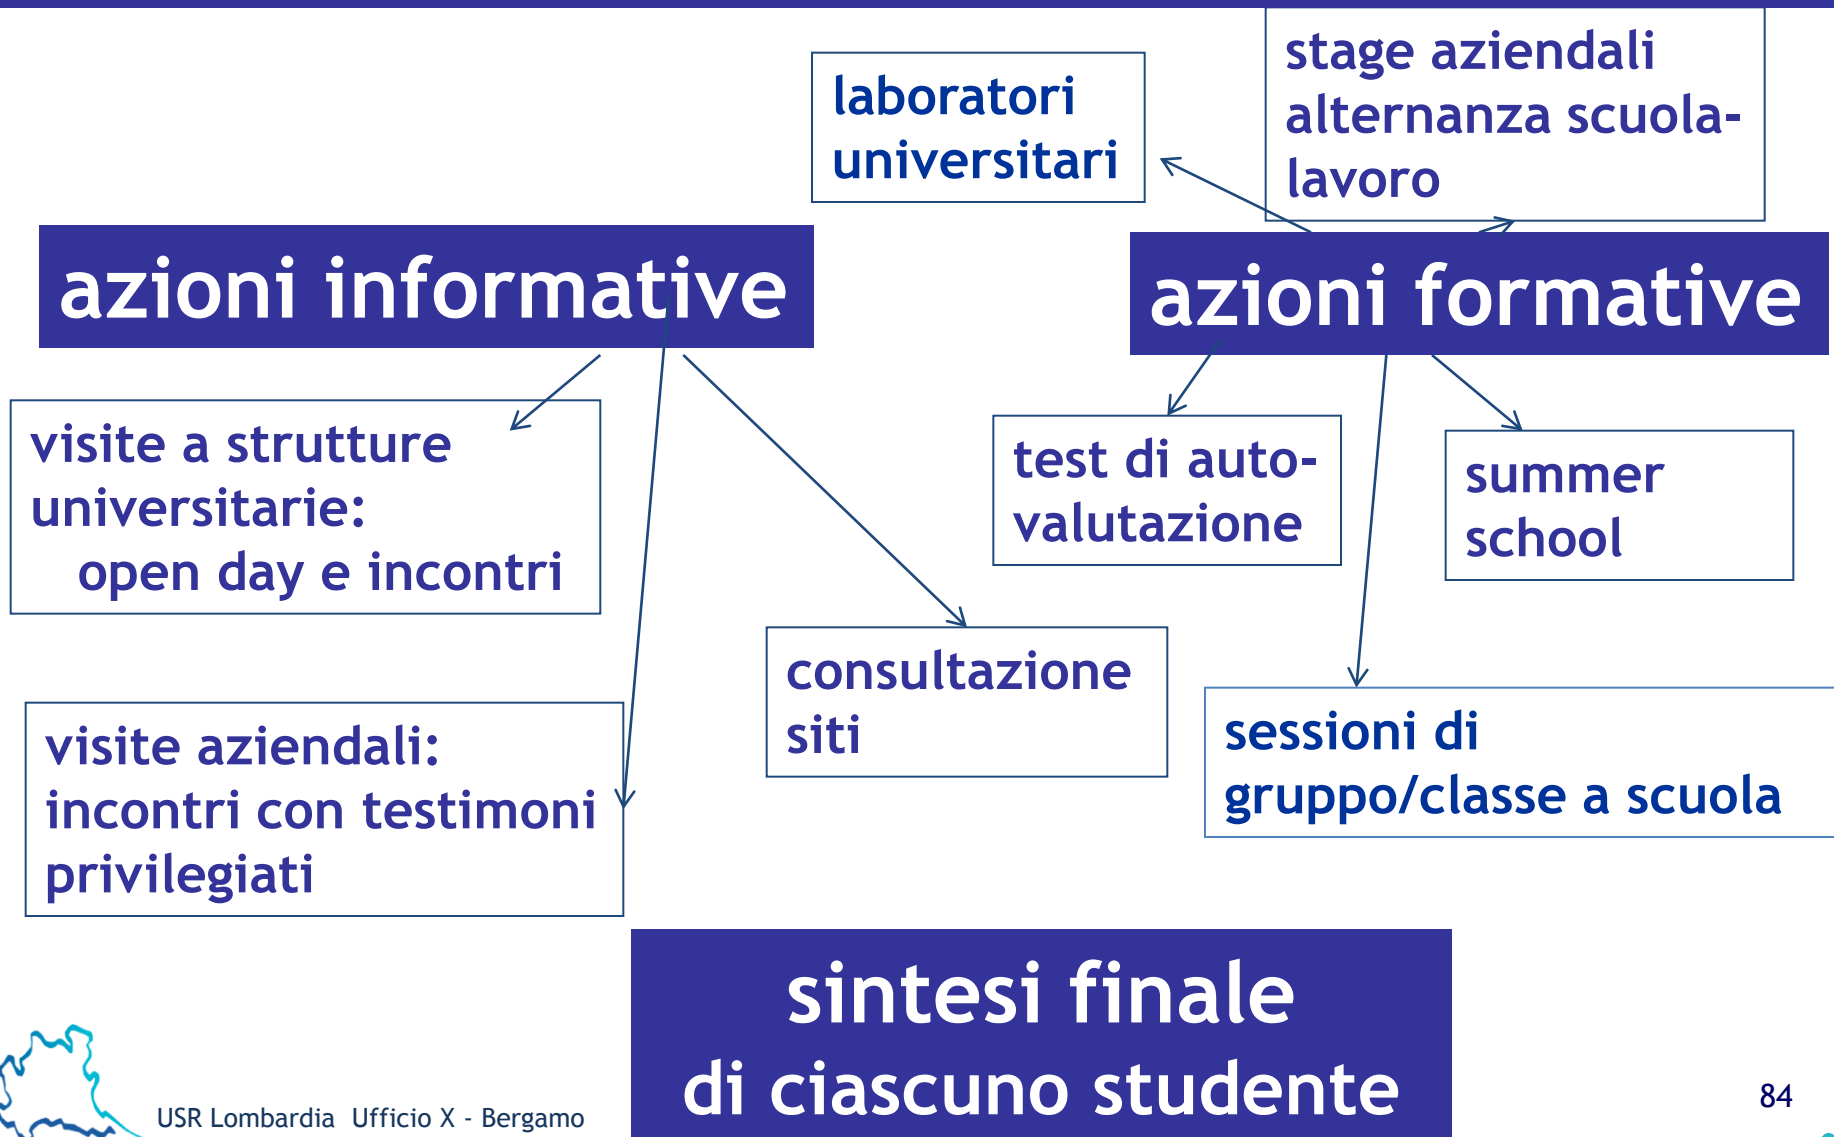 laboratori
universitari
stage aziendali
alternanza scuola-
lavoro
azioni informative
azioni formative
visite a strutture
universitarie:
open day e incontri
test di auto-
valutazione
summer
school
consultazione
siti
visite aziendali:
incontri con testimoni
privilegiati
sessioni di
gruppo/classe a scuola
sintesi finale
di ciascuno studente
USR Lombardia  Ufficio X - Bergamo
84